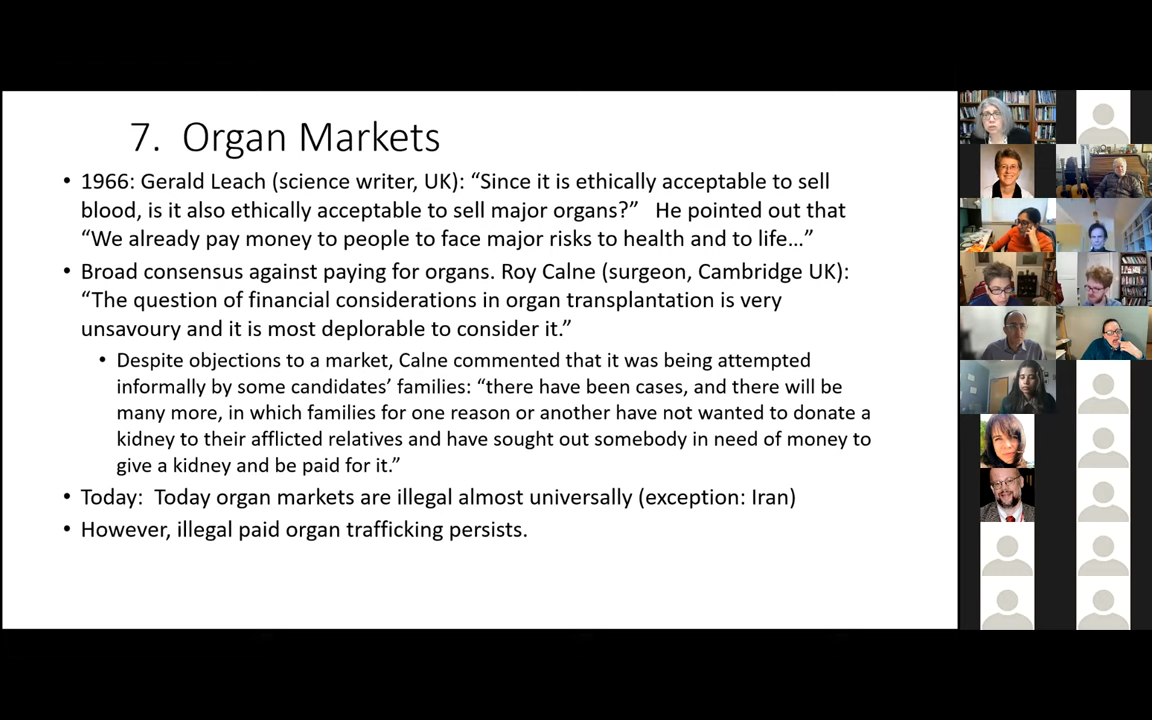 7. Organ Markets
• 1966: Gerald Leach (science writer, UK): “Since it is ethically acceptable to sell
blood, is it also ethically acceptable to sell major organs?” He pointed out that
“We already pay money to people to face major risks to health and to life…”
• Broad consensus against paying for organs. Roy Calne (surgeon, Cambridge UK):
“The question of financial considerations in organ transplantation is very
unsavoury and it is most deplorable to consider it.”
• Despite objections to a market, Calne commented that it was being attempted
informally by some candidates’ families: “there have been cases, and there will be
many more, in which families for one reason or another have not wanted to donate a
kidney to their afflicted relatives and have sought out somebody in need of money to
give a kidney and be paid for it.”
• Today: Today organ markets are illegal almost universally (exception: Iran)
• However, illegal paid organ trafficking persists.